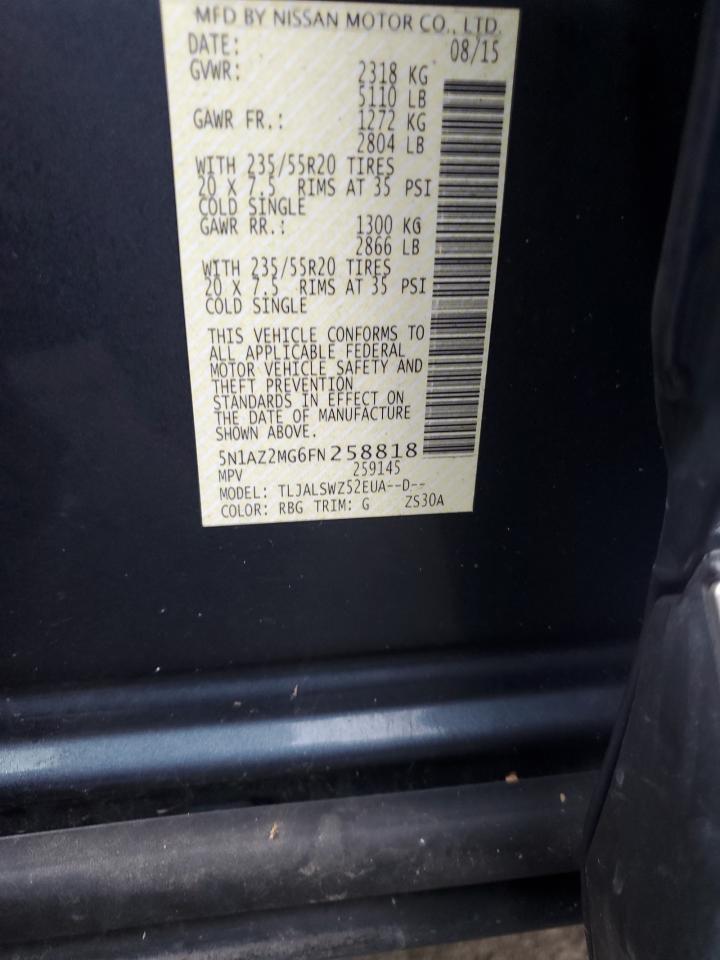 MFD BY NISSAN MOTOR CO., LTD.
DATE: 08/15
GVWR: 2318 KG
5110 LB
GAWR FR.: 1272 KG
2804 LB
WITH 235/55R20 TIRES
20 X 7.5 RIMS AT 35 PSI
COLD SINGLE
GAWR RR.: 1300 KG
2866 LB
WITH 235/55R20 TIRES
20 X 7.5 RIMS AT 35 PSI
COLD SINGLE
THIS VEHICLE CONFORMS TO
ALL APPLICABLE FEDERAL
MOTOR VEHICLE SAFETY AND
THEFT PREVENTION
STANDARDS IN EFFECT ON
THE DATE OF MANUFACTURE
SHOWN ABOVE.
5N1AZ2MG6FN258818
MPV 259145
MODEL: TLJALSWZ52EUA--D--
COLOR: RBG TRIM: G ZS30A